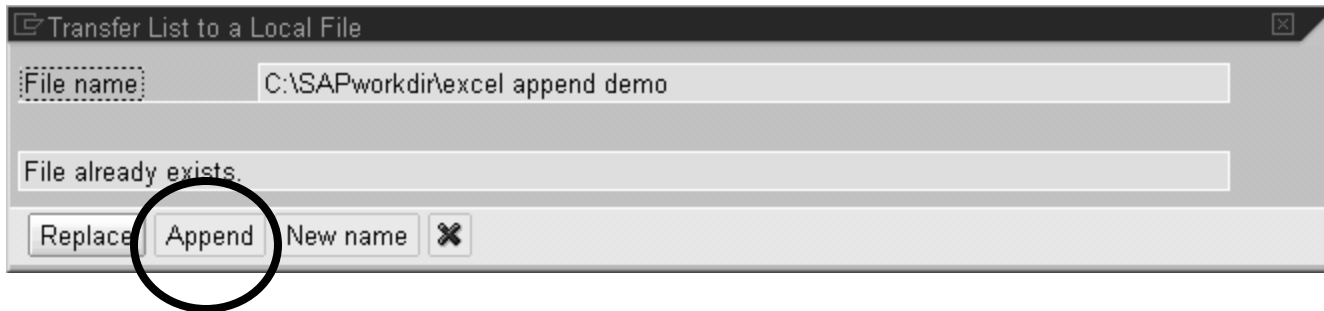 Transfer List to a Local File
File name C:\SAPworkdir\excel append demo
File already exists.
Replace Append New name